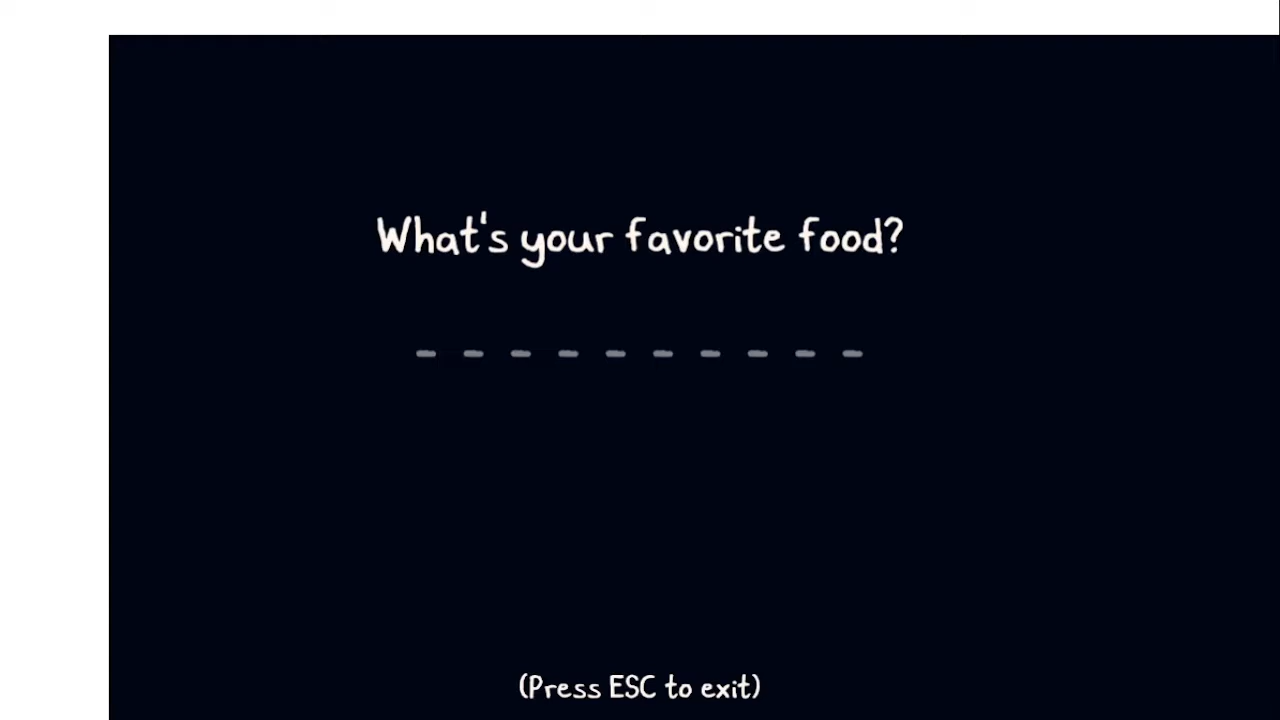 What's your favorite food?
_ _ _ _ _ _ _ _ _ _
(Press ESC to exit)